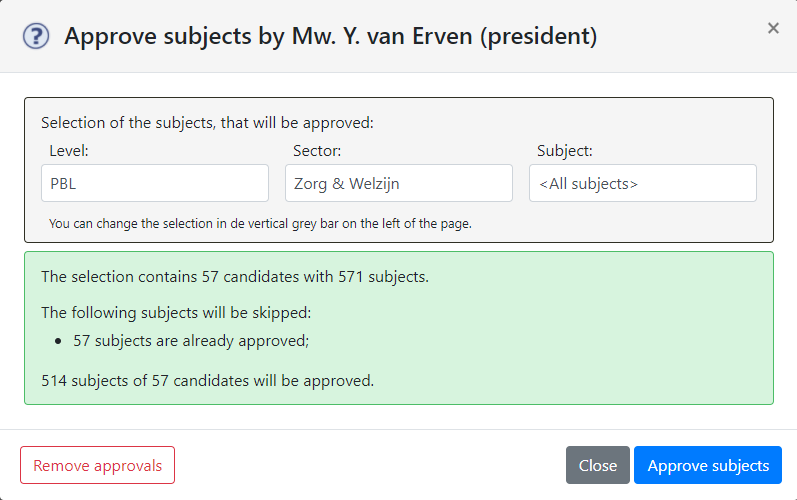 ? Approve subjects by Mw. Y. van Erven (president) ×
Selection of the subjects, that will be approved:
Level: Sector: Subject:
PBL Zorg & Welzijn <All subjects>
You can change the selection in de vertical grey bar on the left of the page.
The selection contains 57 candidates with 571 subjects.
The following subjects will be skipped:
• 57 subjects are already approved;
514 subjects of 57 candidates will be approved.
Remove approvals Close Approve subjects